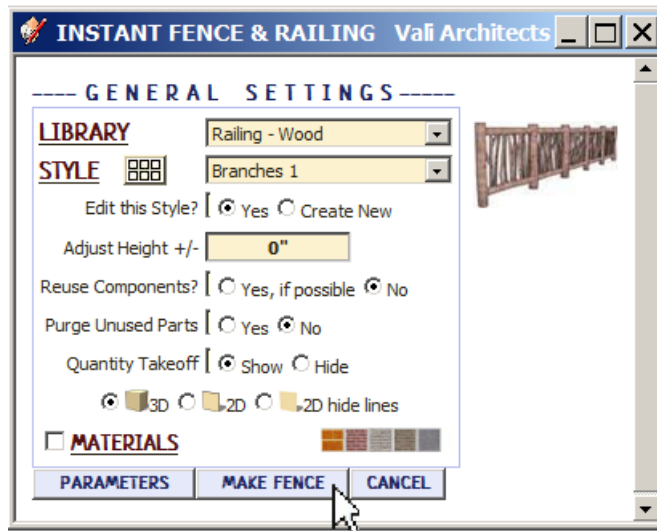 INSTANT FENCE & RAILING Vali Architects
---- GENERAL SETTINGS-----
LIBRARY Railing - Wood
STYLE Branches 1
Edit this Style? [ Yes Create New
Adjust Height +/- 0"
Reuse Components? [ Yes, if possible No
Purge Unused Parts [ Yes No
Quantity Takeoff [ Show Hide
3D 2D 2D hide lines
MATERIALS
PARAMETERS MAKE FENCE CANCEL